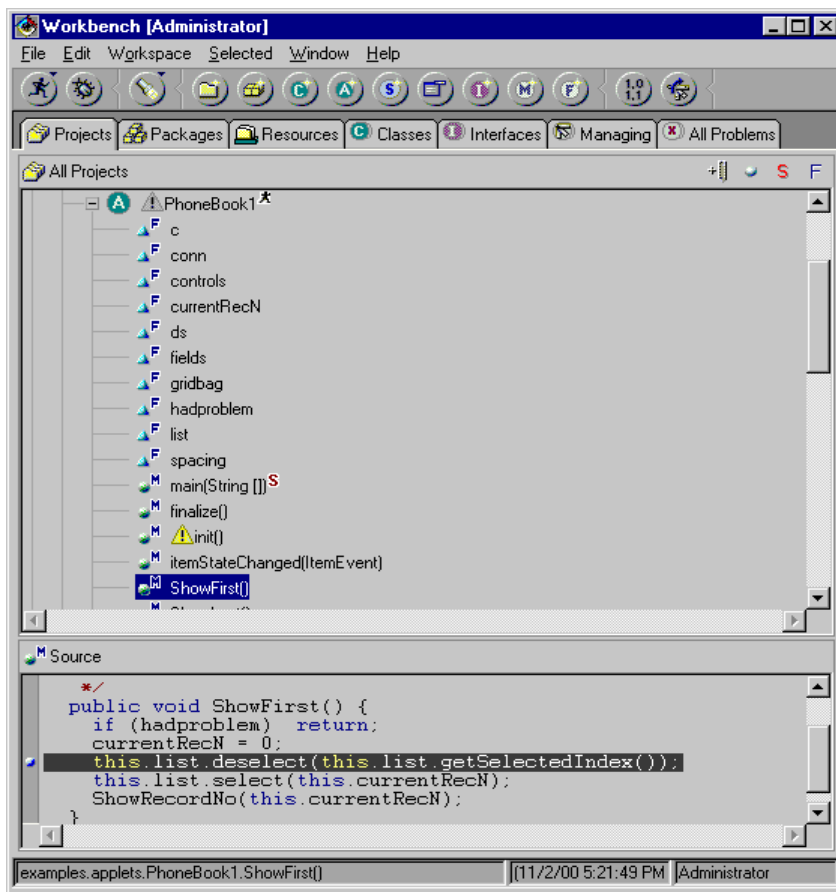 Workbench [Administrator]
File Edit Workspace Selected Window Help
Projects Packages Resources Classes Interfaces Managing All Problems
All Projects S F
A PhoneBook1
F c
F conn
F controls
F currentRecN
F ds
F fields
F gridbag
F hadproblem
F list
F spacing
M main(String []) S
M finalize()
M init()
M itemStateChanged(ItemEvent)
M ShowFirst()
M Source
*/
public void ShowFirst() {
if (hadproblem) return;
currentRecN = 0;
this.list.deselect(this.list.getSelectedIndex());
this.list.select(this.currentRecN);
ShowRecordNo(this.currentRecN);
}
examples.applets.PhoneBook1.ShowFirst() (11/2/00 5:21:49 PM Administrator